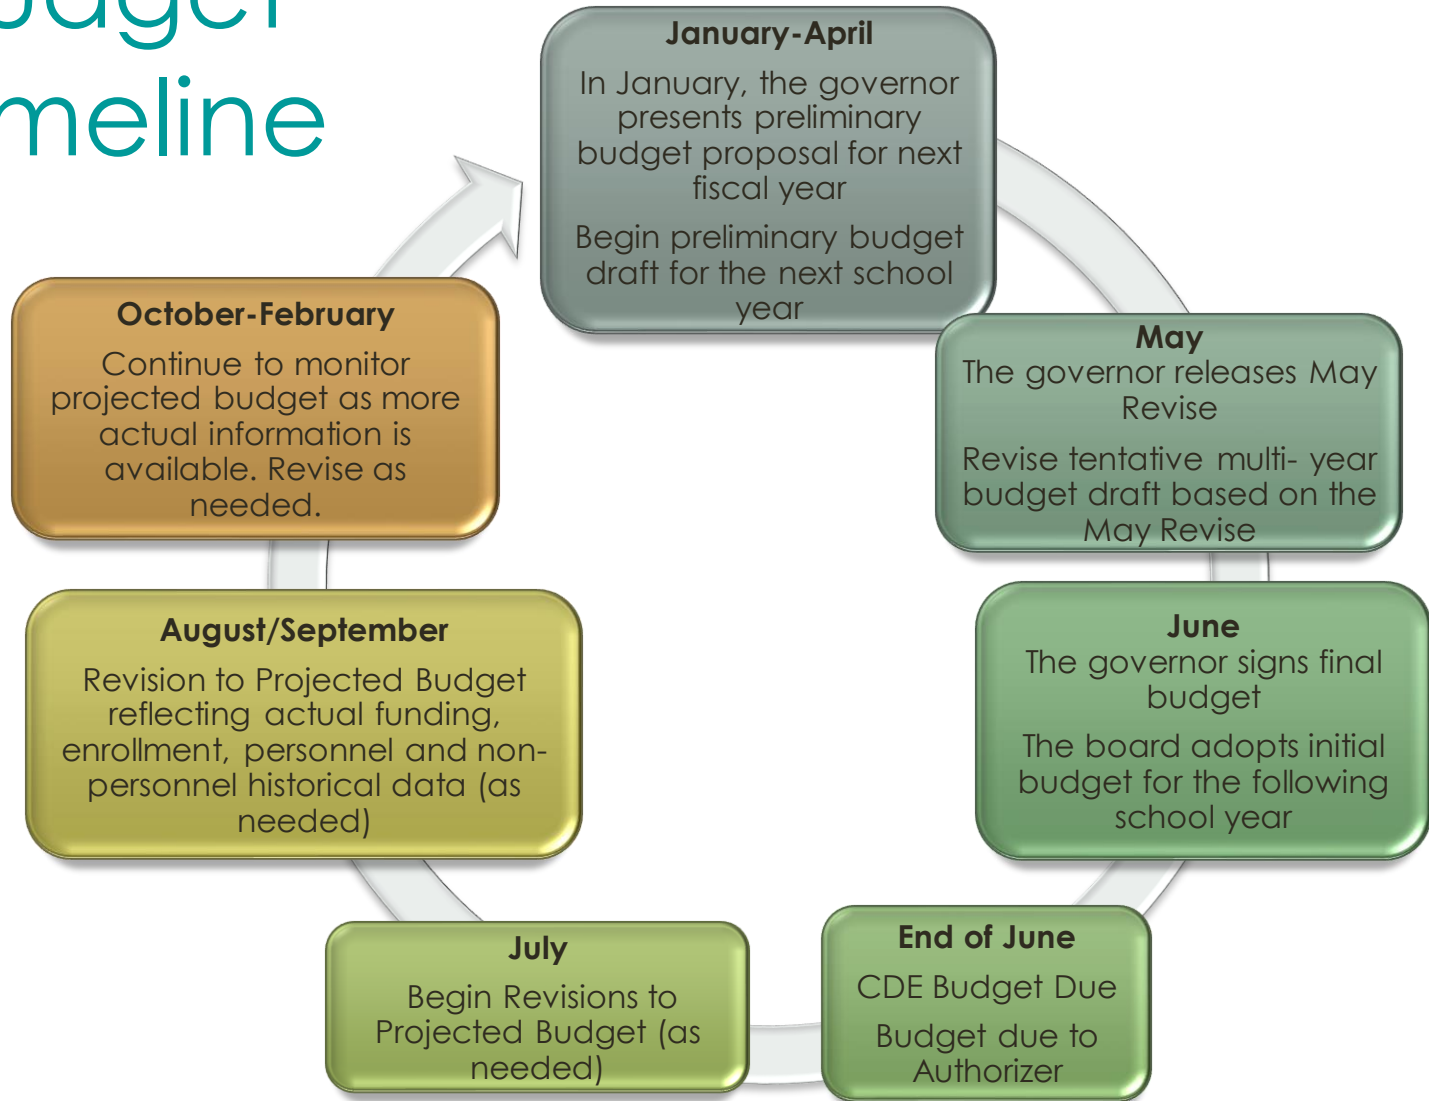 udget
meline
January-April
In January, the governor
presents preliminary
budget proposal for next
fiscal year
Begin preliminary budget
draft for the next school
year
May
The governor releases May
Revise
Revise tentative multi- year
budget draft based on the
May Revise
June
The governor signs final
budget
The board adopts initial
budget for the following
school year
End of June
CDE Budget Due
Budget due to
Authorizer
July
Begin Revisions to
Projected Budget (as
needed)
August/September
Revision to Projected Budget
reflecting actual funding,
enrollment, personnel and non-
personnel historical data (as
needed)
October-February
Continue to monitor
projected budget as more
actual information is
available. Revise as
needed.